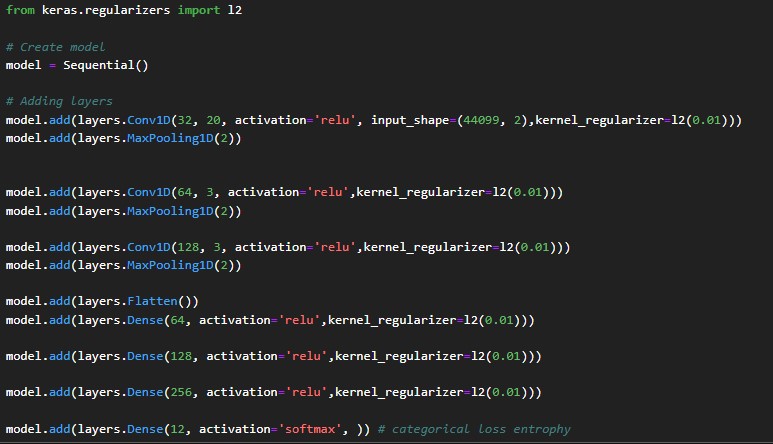 from keras.regularizers import l2
# Create model
model = Sequential()
# Adding layers
model.add(layers.Conv1D(32, 20, activation='relu', input_shape=(44099, 2),kernel_regularizer=l2(0.01)))
model.add(layers.MaxPooling1D(2))
model.add(layers.Conv1D(64, 3, activation='relu',kernel_regularizer=l2(0.01)))
model.add(layers.MaxPooling1D(2))
model.add(layers.Conv1D(128, 3, activation='relu',kernel_regularizer=l2(0.01)))
model.add(layers.MaxPooling1D(2))
model.add(layers.Flatten())
model.add(layers.Dense(64, activation='relu',kernel_regularizer=l2(0.01)))
model.add(layers.Dense(128, activation='relu',kernel_regularizer=l2(0.01)))
model.add(layers.Dense(256, activation='relu',kernel_regularizer=l2(0.01)))
model.add(layers.Dense(12, activation='softmax', )) # categorical loss entrophy